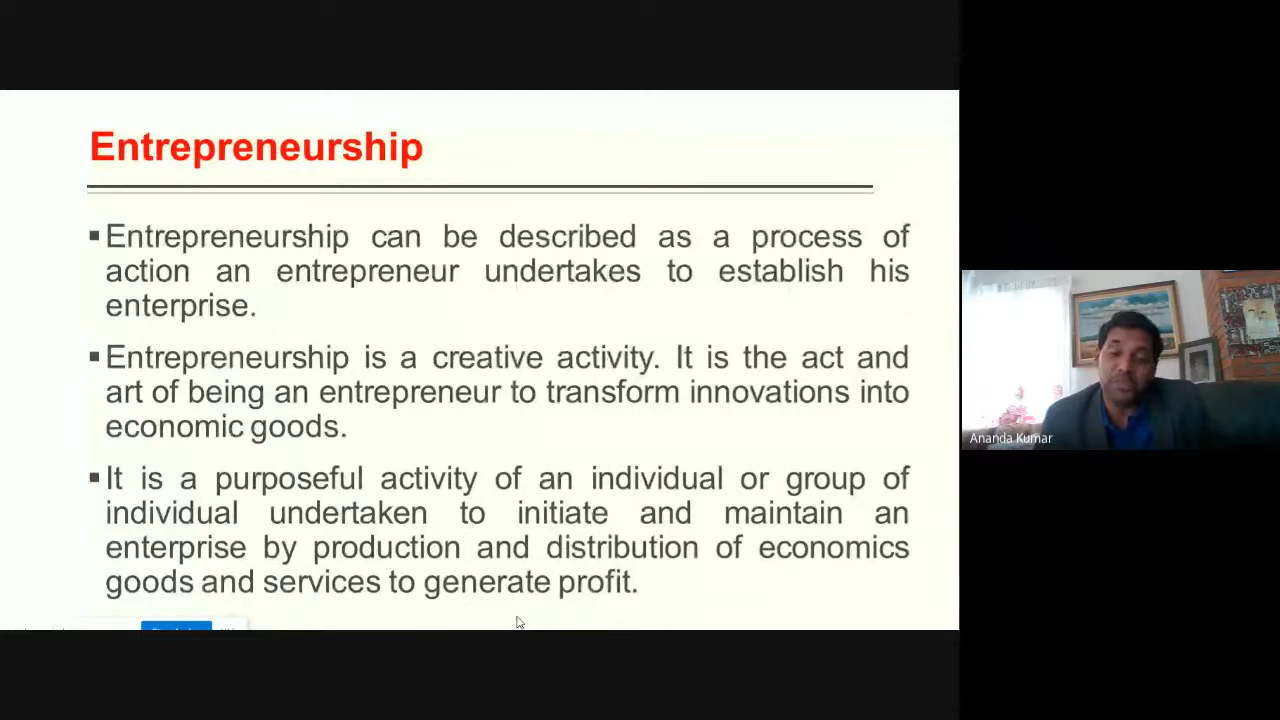 Entrepreneurship
▪Entrepreneurship can be described as a process of
action an entrepreneur undertakes to establish his
enterprise.
▪Entrepreneurship is a creative activity. It is the act and
art of being an entrepreneur to transform innovations into
economic goods.
▪It is a purposeful activity of an individual or group of
individual undertaken to initiate and maintain an
enterprise by production and distribution of economics
goods and services to generate profit.
Ananda Kumar